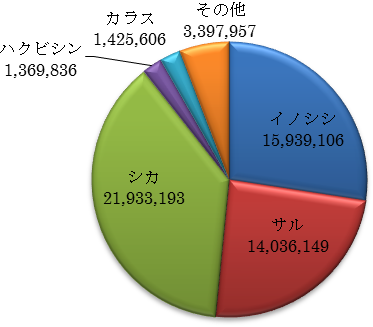 その他
3,397,957
カラス
1,425,606
ハクビシン
1,369,836
イノシシ
15,939,106
シカ
21,933,193
サル
14,036,149